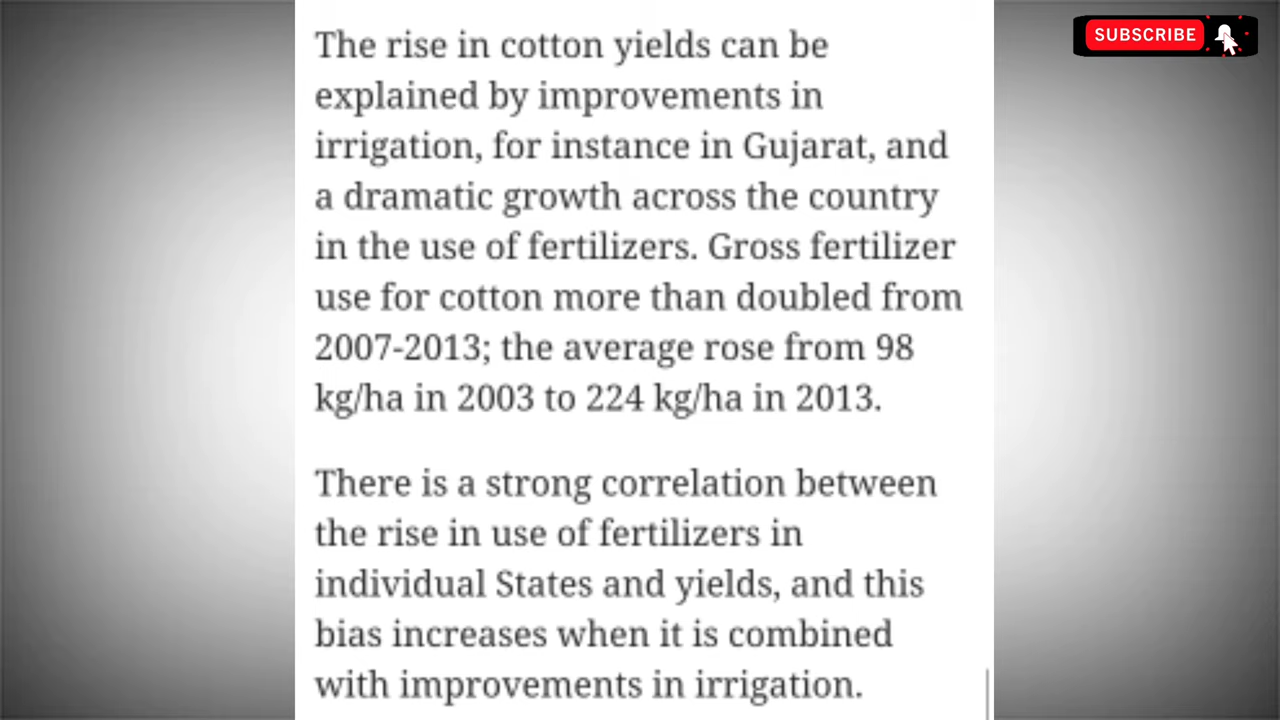 SUBSCRIBE
The rise in cotton yields can be
explained by improvements in
irrigation, for instance in Gujarat, and
a dramatic growth across the country
in the use of fertilizers. Gross fertilizer
use for cotton more than doubled from
2007-2013; the average rose from 98
kg/ha in 2003 to 224 kg/ha in 2013.
There is a strong correlation between
the rise in use of fertilizers in
individual States and yields, and this
bias increases when it is combined
with improvements in irrigation.